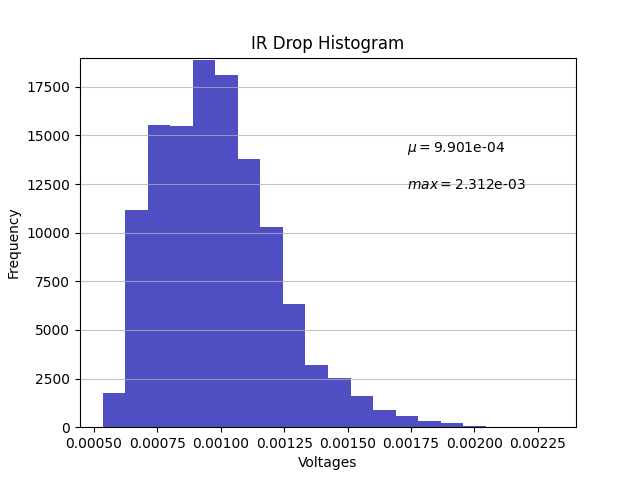 IR Drop Histogram
17500
15000
12500
10000
7500
5000
2500
0
Frequency
μ = 9.901e-04
max = 2.312e-03
0.00050 0.00075 0.00100 0.00125 0.00150 0.00175 0.00200 0.00225
Voltages